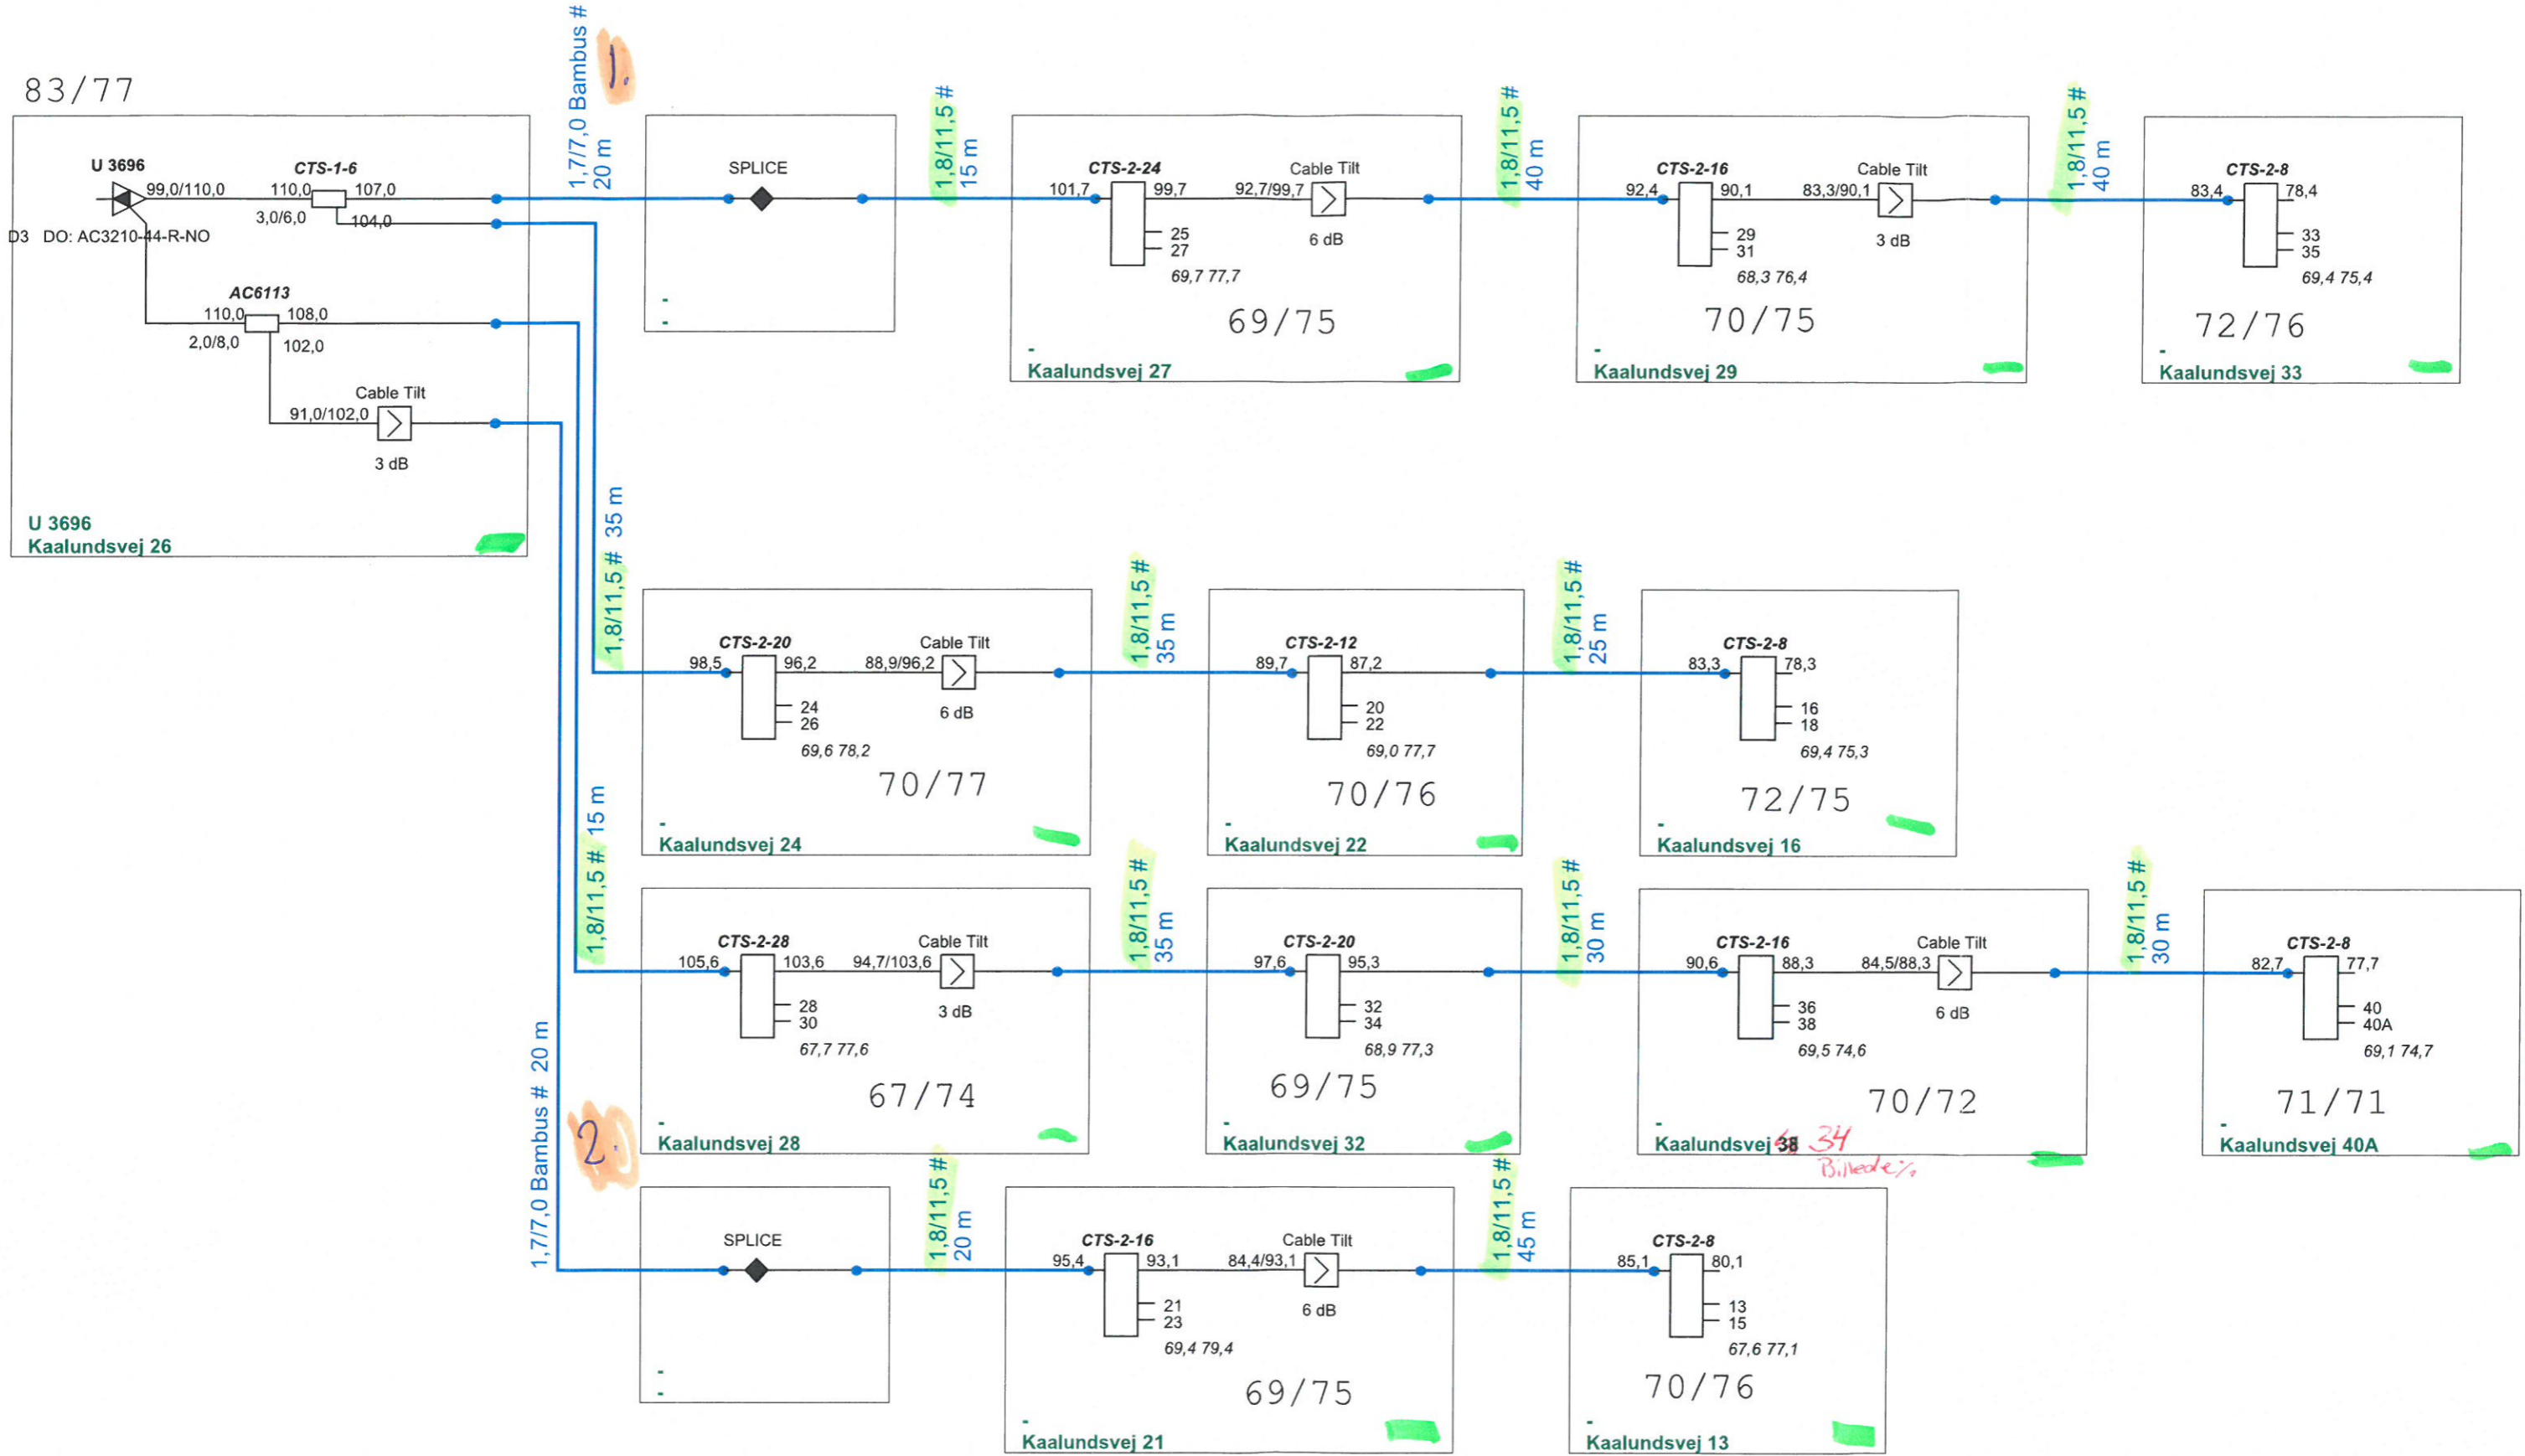 83/77
U 3696
CTS-1-6
99,0/110,0
110,0
107,0
3,0/6,0
104,0
D3 DO: AC3210-44-R-NO
AC6113
110,0
108,0
2,0/8,0
102,0
Cable Tilt
91,0/102,0
3 dB
U 3696
Kaalundsvej 26
1,7/7,0 Bambus #
20 m
1.
SPLICE
-
-
1,8/11,5 #
15 m
CTS-2-24
Cable Tilt
101,7
99,7
92,7/99,7
25
27
6 dB
69,7 77,7
69/75
-
Kaalundsvej 27
1,8/11,5 #
40 m
CTS-2-16
Cable Tilt
92,4
90,1
83,3/90,1
29
31
3 dB
68,3 76,4
70/75
-
Kaalundsvej 29
1,8/11,5 #
40 m
CTS-2-8
83,4
78,4
33
35
69,4 75,4
72/76
-
Kaalundsvej 33
1,8/11,5 # 35 m
CTS-2-20
Cable Tilt
98,5
96,2
88,9/96,2
24
26
6 dB
69,6 78,2
70/77
-
Kaalundsvej 24
1,8/11,5 #
35 m
CTS-2-12
89,7
87,2
20
22
69,0 77,7
70/76
-
Kaalundsvej 22
1,8/11,5 #
25 m
CTS-2-8
83,3
78,3
16
18
69,4 75,3
72/75
-
Kaalundsvej 16
1,8/11,5 # 15 m
CTS-2-28
Cable Tilt
105,6
103,6
94,7/103,6
28
30
3 dB
67,7 77,6
67/74
-
Kaalundsvej 28
1,8/11,5 #
35 m
CTS-2-20
97,6
95,3
32
34
68,9 77,3
69/75
-
Kaalundsvej 32
1,8/11,5 #
30 m
CTS-2-16
Cable Tilt
90,6
88,3
84,5/88,3
36
38
6 dB
69,5 74,6
70/72
-
Kaalundsvej 38 34
1,8/11,5 #
30 m
CTS-2-8
82,7
77,7
40
40A
69,1 74,7
71/71
-
Kaalundsvej 40A
1,7/7,0 Bambus # 20 m
2.
SPLICE
-
-
1,8/11,5 #
20 m
CTS-2-16
Cable Tilt
95,4
93,1
84,4/93,1
21
23
6 dB
69,4 79,4
69/75
-
Kaalundsvej 21
1,8/11,5 #
45 m
CTS-2-8
85,1
80,1
13
15
67,6 77,1
70/76
-
Kaalundsvej 13